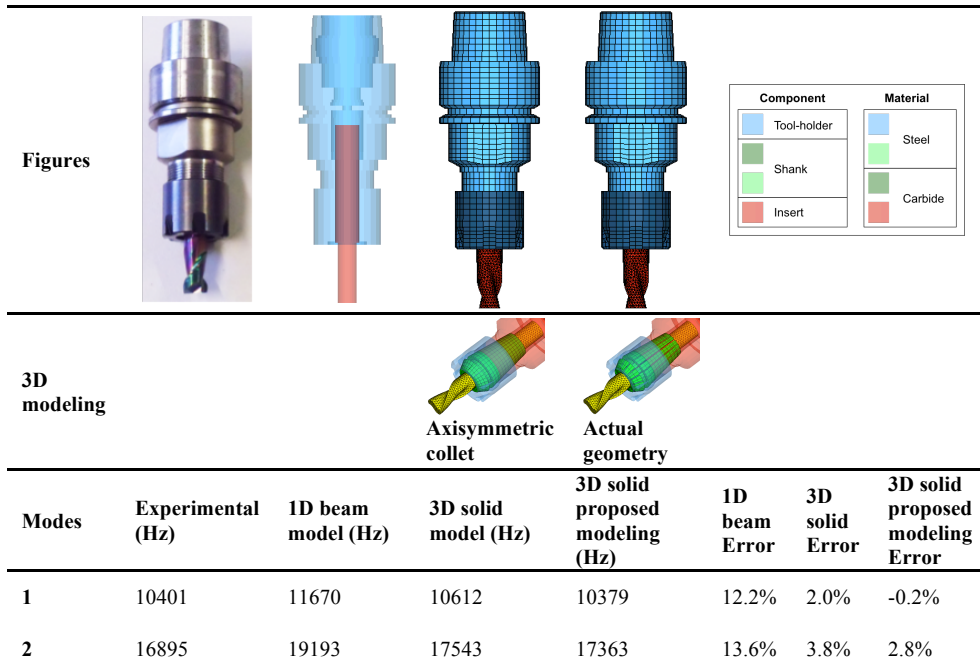 Figures
Component
Material
Tool-holder
Steel
Shank
Carbide
Insert
3D
modeling
Axisymmetric
collet
Actual
geometry
Modes
Experimental
(Hz)
1D beam
model (Hz)
3D solid
model (Hz)
3D solid
proposed
modeling
(Hz)
1D
beam
Error
3D
solid
Error
3D solid
proposed
modeling
Error
1 10401 11670 10612 10379 12.2% 2.0% -0.2%
2 16895 19193 17543 17363 13.6% 3.8% 2.8%